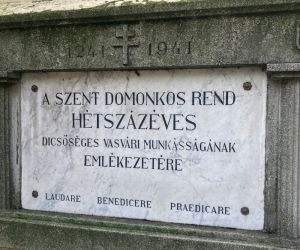 1241 1941
A SZENT DOMONKOS REND
HÉTSZÁZÉVES
DICSŐSÉGES VASVÁRI MUNKÁSSÁGÁNAK
EMLÉKEZETÉRE
LAUDARE BENEDICERE PRAEDICARE